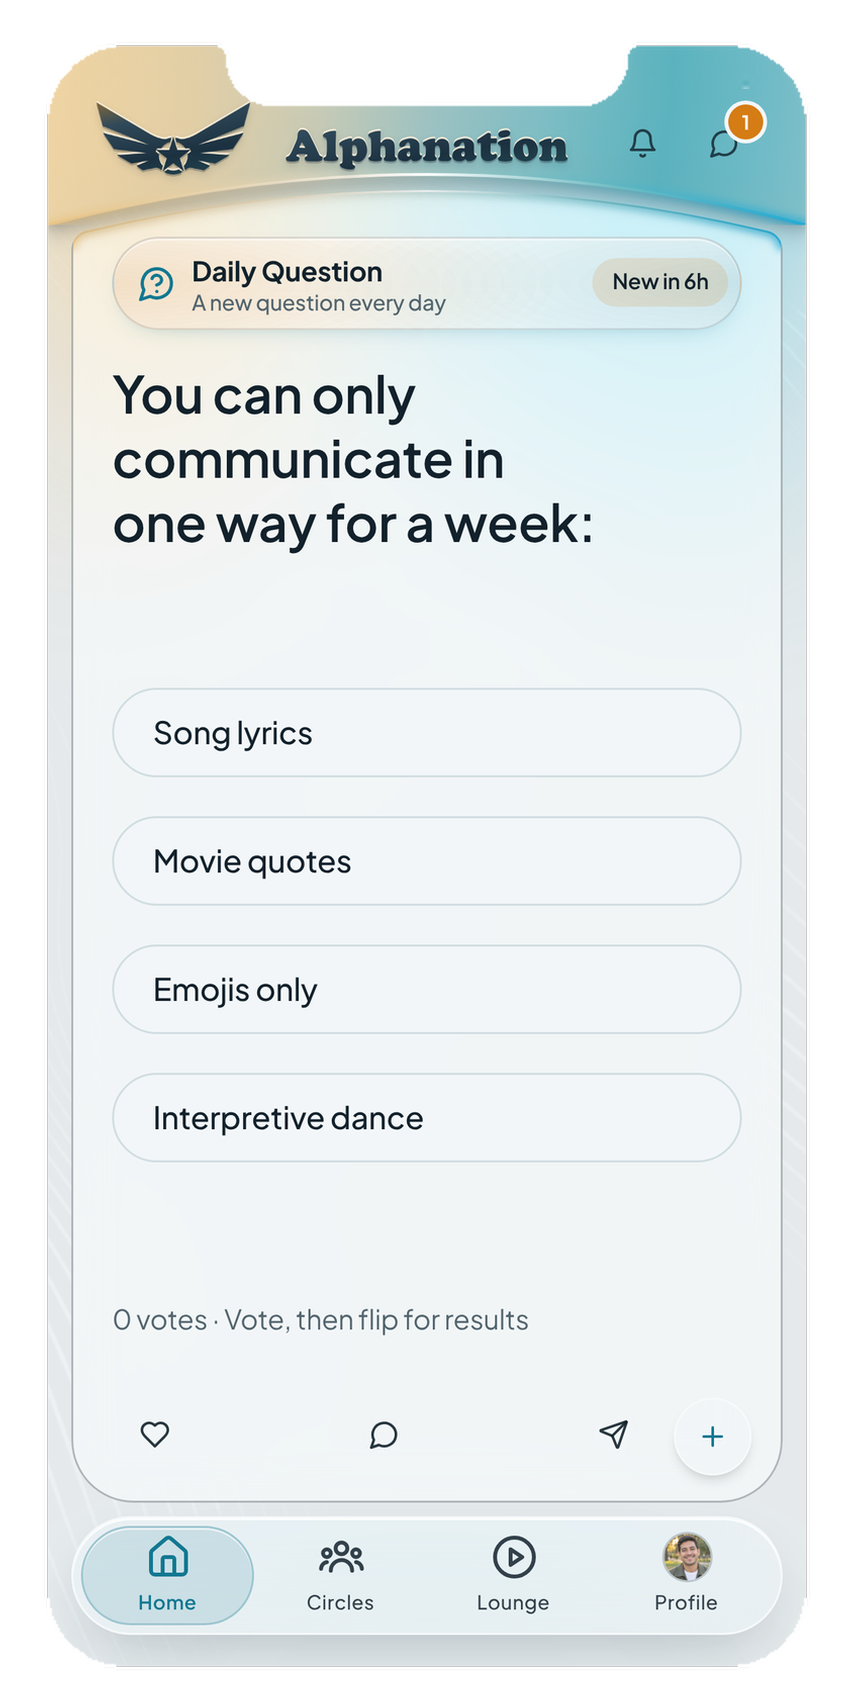 Alphanation
1
Daily Question
A new question every day
New in 6h
You can only
communicate in
one way for a week:
Song lyrics
Movie quotes
Emojis only
Interpretive dance
0 votes · Vote, then flip for results
Home
Circles
Lounge
Profile